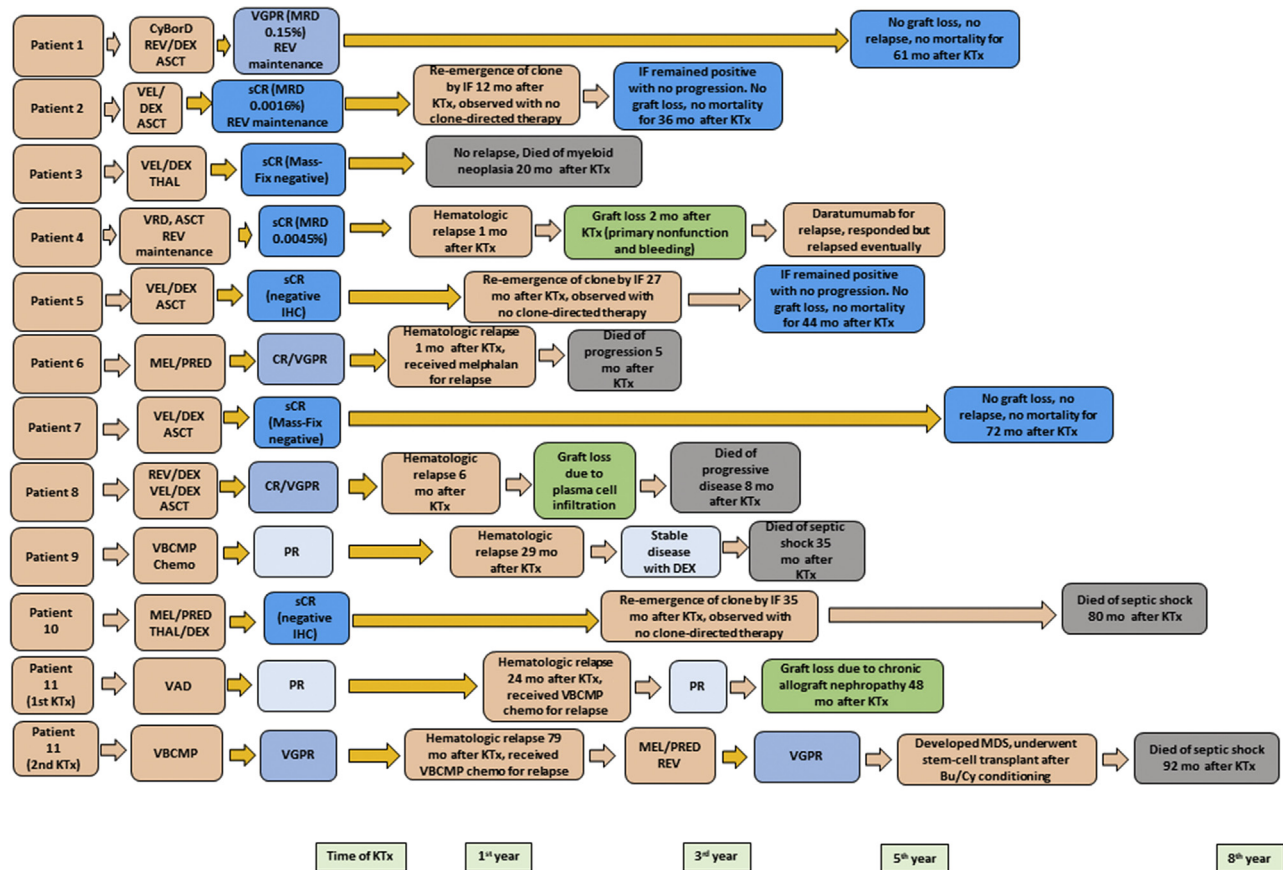 Patient 1
CyBorD
REV/DEX
ASCT
VGPR (MRD
0.15%)
REV
maintenance
No graft loss, no
relapse, no mortality for
61 mo after KTx
Patient 2
VEL/
DEX
ASCT
sCR (MRD
0.0016%)
REV maintenance
Re-emergence of clone
by IF 12 mo after
KTx, observed with no
clone-directed therapy
IF remained positive
with no progression. No
graft loss, no mortality
for 36 mo after KTx
Patient 3
VEL/DEX
THAL
sCR (Mass-
Fix negative)
No relapse, Died of myeloid
neoplasia 20 mo after KTx
Patient 4
VRD, ASCT
REV
maintenance
sCR (MRD
0.0045%)
Hematologic
relapse 1 mo
after KTx
Graft loss 2 mo after
KTx (primary nonfunction
and bleeding)
Daratumumab for
relapse, responded but
relapsed eventually
Patient 5
VEL/DEX
ASCT
sCR
(negative
IHC)
Re-emergence of clone by IF 27
mo after KTx, observed with
no clone-directed therapy
IF remained positive
with no progression. No
graft loss, no mortality
for 44 mo after KTx
Patient 6
MEL/PRED
CR/VGPR
Hematologic relapse
1 mo after KTx,
received melphalan
for relapse
Died of
progression 5
mo after
KTx
Patient 7
VEL/DEX
ASCT
sCR
(Mass-Fix
negative)
No graft loss, no
relapse, no mortality for
72 mo after KTx
Patient 8
REV/DEX
VEL/DEX
ASCT
CR/VGPR
Hematologic
relapse 6
mo after
KTx
Graft loss
due to
plasma cell
infiltration
Died of
progressive
disease 8 mo
after KTx
Patient 9
VBCMP
Chemo
PR
Hematologic
relapse 29 mo
after KTx
Stable
disease
with DEX
Died of septic
shock 35
mo after
KTx
Patient
10
MEL/PRED
THAL/DEX
sCR
(negative
IHC)
Re-emergence of clone by IF 35
mo after KTx, observed with
no clone-directed therapy
Died of septic shock
80 mo after KTx
Patient
11
(1st KTx)
VAD
PR
Hematologic relapse
24 mo after KTx,
received VBCMP
chemo for relapse
PR
Graft loss due to chronic
allograft nephropathy 48
mo after KTx
Patient
11
(2nd KTx)
VBCMP
VGPR
Hematologic relapse 79
mo after KTx, received
VBCMP chemo for relapse
MEL/PRED
REV
VGPR
Developed MDS, underwent
stem-cell transplant after
Bu/Cy conditioning
Died of septic shock
92 mo after KTx
Time of KTx
1st year
3rd year
5th year
8th year